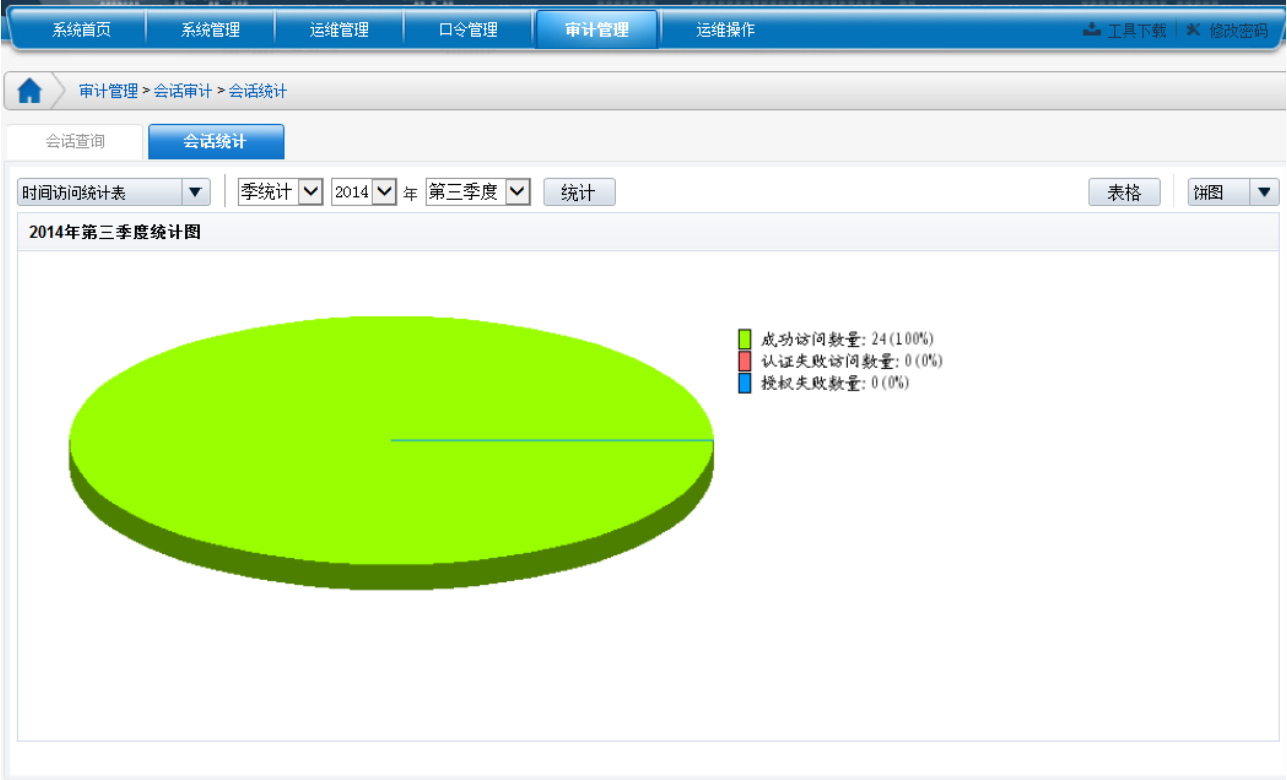 系统首页 系统管理 运维管理 口令管理 审计管理 运维操作 工具下载 修改密码
审计管理 > 会话审计 > 会话统计
会话查询 会话统计
时间访问统计表 季统计 2014 年 第三季度 统计 表格 饼图
2014年第三季度统计图
成功访问数量: 24(100%)
认证失败访问数量: 0(0%)
授权失败数量: 0(0%)